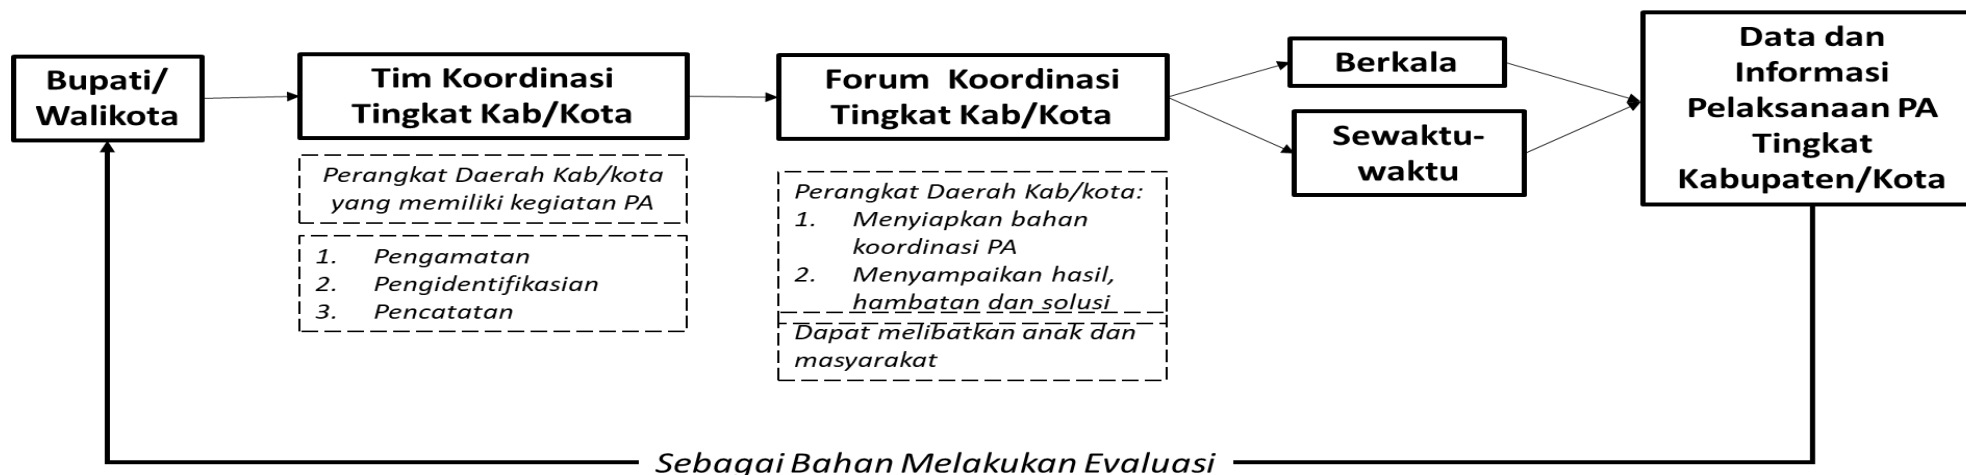 Bupati/
Walikota
Tim Koordinasi
Tingkat Kab/Kota
Perangkat Daerah Kab/kota
yang memiliki kegiatan PA
1. Pengamatan
2. Pengidentifikasian
3. Pencatatan
Forum Koordinasi
Tingkat Kab/Kota
Perangkat Daerah Kab/kota:
1. Menyiapkan bahan
koordinasi PA
2. Menyampaikan hasil,
hambatan dan solusi
Dapat melibatkan anak dan
masyarakat
Berkala
Sewaktu-
waktu
Data dan
Informasi
Pelaksanaan PA
Tingkat
Kabupaten/Kota
Sebagai Bahan Melakukan Evaluasi